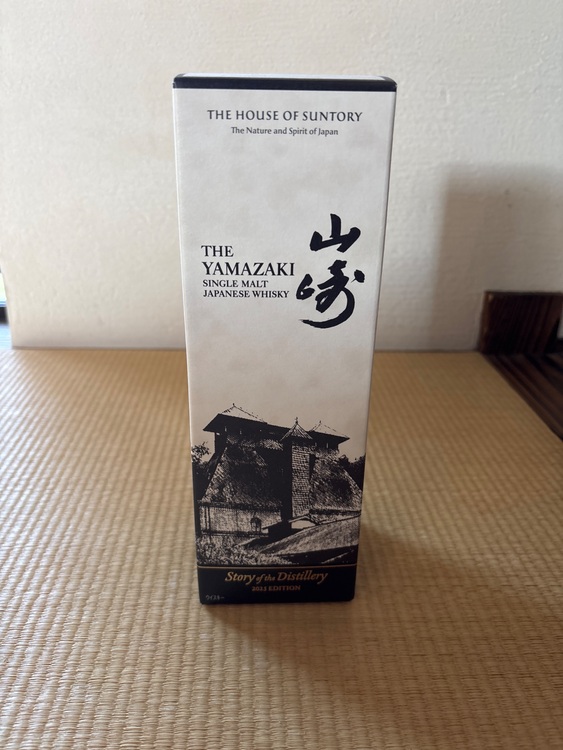 THE HOUSE OF SUNTORY
The Nature and Spirit of Japan
山崎
THE
YAMAZAKI
SINGLE MALT
JAPANESE WHISKY
Story of the Distillery
EDITION
ウイスキー